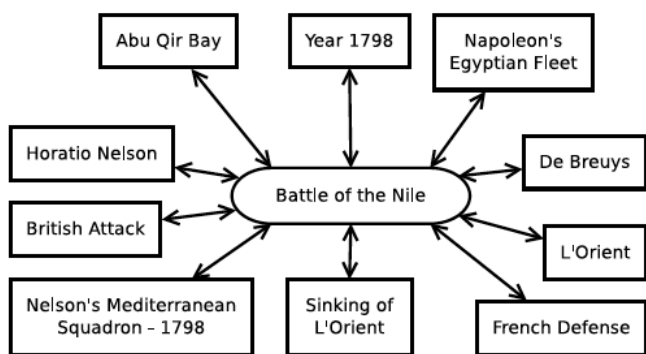 Abu Qir Bay
Year 1798
Napoleon's
Egyptian Fleet
Horatio Nelson
De Breuys
Battle of the Nile
British Attack
L'Orient
Nelson's Mediterranean
Squadron - 1798
Sinking of
L'Orient
French Defense